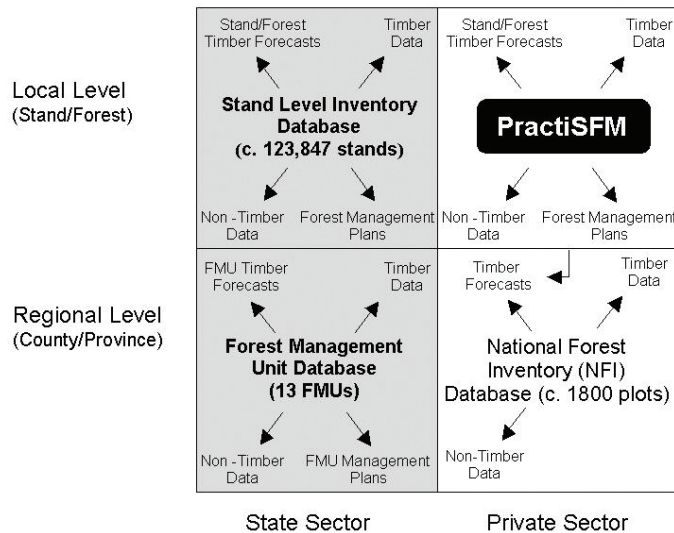 Stand/Forest
Timber Forecasts
Timber
Data
Stand/Forest
Timber Forecasts
Timber
Data
Local Level
(Stand/Forest)
Stand Level Inventory
Database
(c. 123,847 stands)
PractiSFM
Non -Timber
Data
Forest Management
Plans
Non -Timber
Data
Forest Management
Plans
FMU Timber
Forecasts
Timber
Data
Timber
Forecasts
Timber
Data
Regional Level
(County/Province)
Forest Management
Unit Database
(13 FMUs)
National Forest
Inventory (NFI)
Database (c. 1800 plots)
Non -Timber
Data
FMU Management
Plans
Non-Timber
Data
State Sector
Private Sector